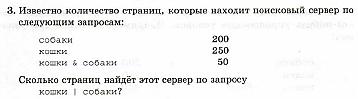 3. Известно количество страниц, которые находит поисковый сервер по
следующим запросам:
собаки 200
кошки 250
кошки & собаки 50
Сколько страниц найдёт этот сервер по запросу
кошки | собаки?